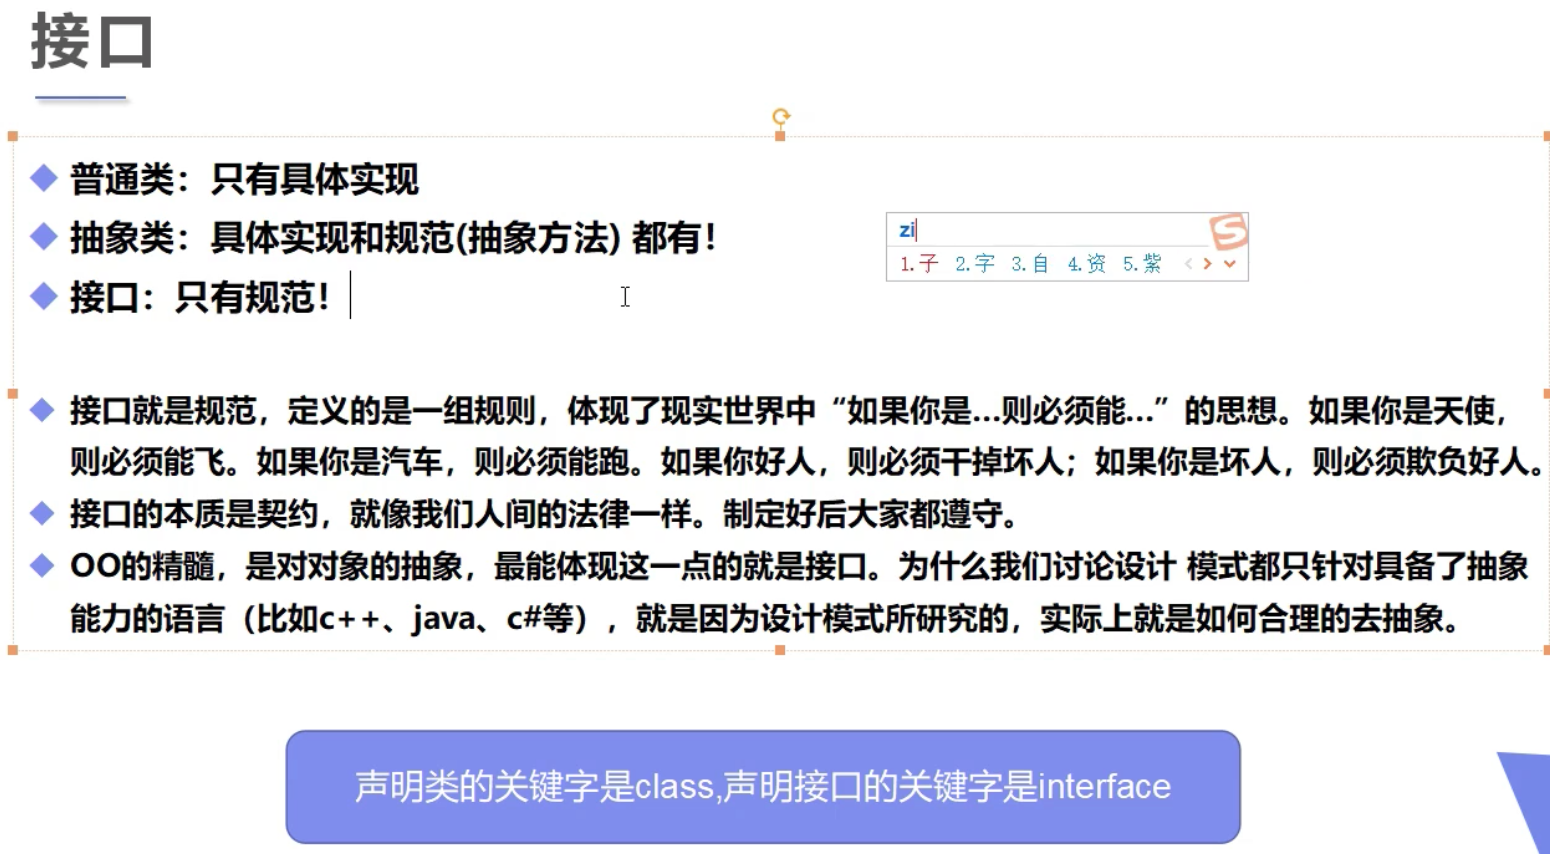 接口
普通类：只有具体实现
抽象类：具体实现和规范(抽象方法) 都有！
接口：只有规范！
zi
1.子 2.字 3.自 4.资 5.紫
接口就是规范，定义的是一组规则，体现了现实世界中“如果你是...则必须能...”的思想。如果你是天使，
则必须能飞。如果你是汽车，则必须能跑。如果你好人，则必须干掉坏人；如果你是坏人，则必须欺负好人。
接口的本质是契约，就像我们人间的法律一样。制定好后大家都遵守。
OO的精髓，是对对象的抽象，最能体现这一点的就是接口。为什么我们讨论设计 模式都只针对具备了抽象
能力的语言（比如c++、java、c#等），就是因为设计模式所研究的，实际上就是如何合理的去抽象。
声明类的关键字是class,声明接口的关键字是interface